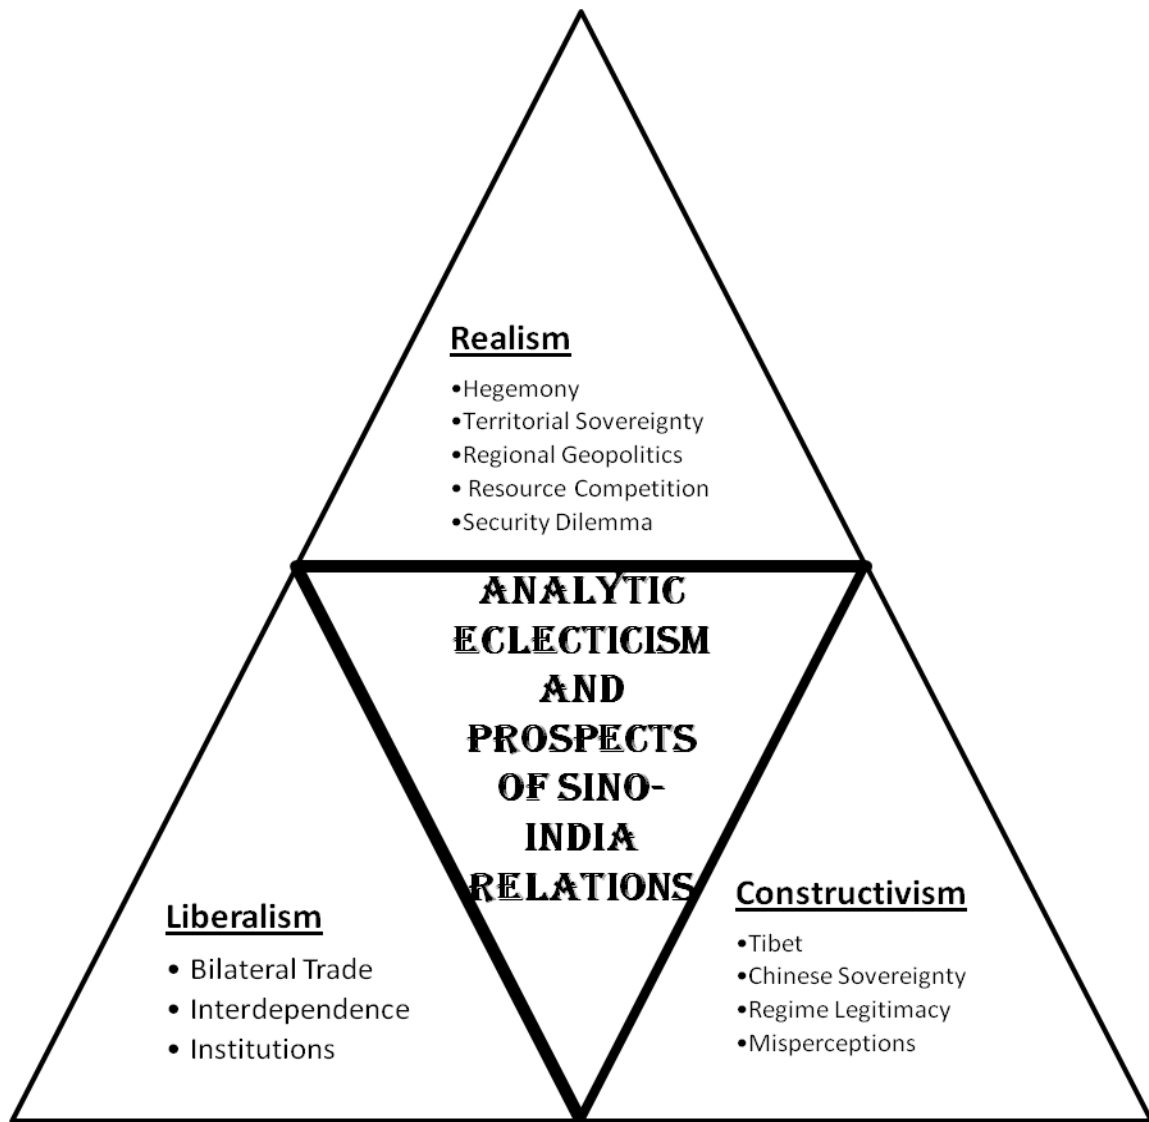 Realism
•Hegemony
•Territorial Sovereignty
•Regional Geopolitics
• Resource Competition
•Security Dilemma
ANALYTIC
ECLECTICISM
AND
PROSPECTS
OF SINO-
INDIA
RELATIONS
Liberalism
• Bilateral Trade
• Interdependence
• Institutions
Constructivism
•Tibet
•Chinese Sovereignty
•Regime Legitimacy
•Misperceptions